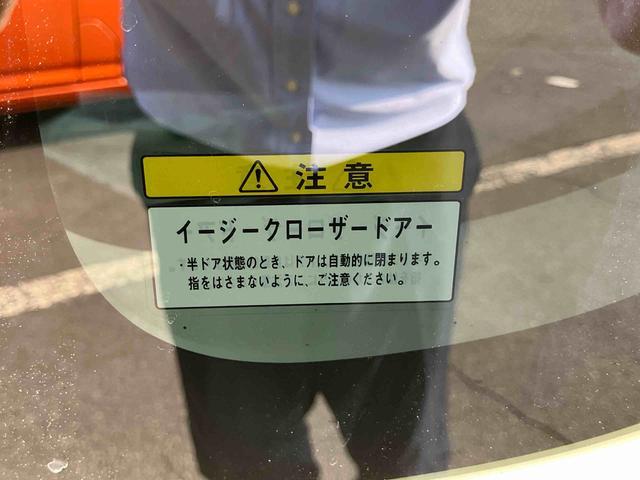 注意
イージークローザードアー
・半ドア状態のとき、ドアは自動的に閉まります。
指をはさまないように、ご注意ください。